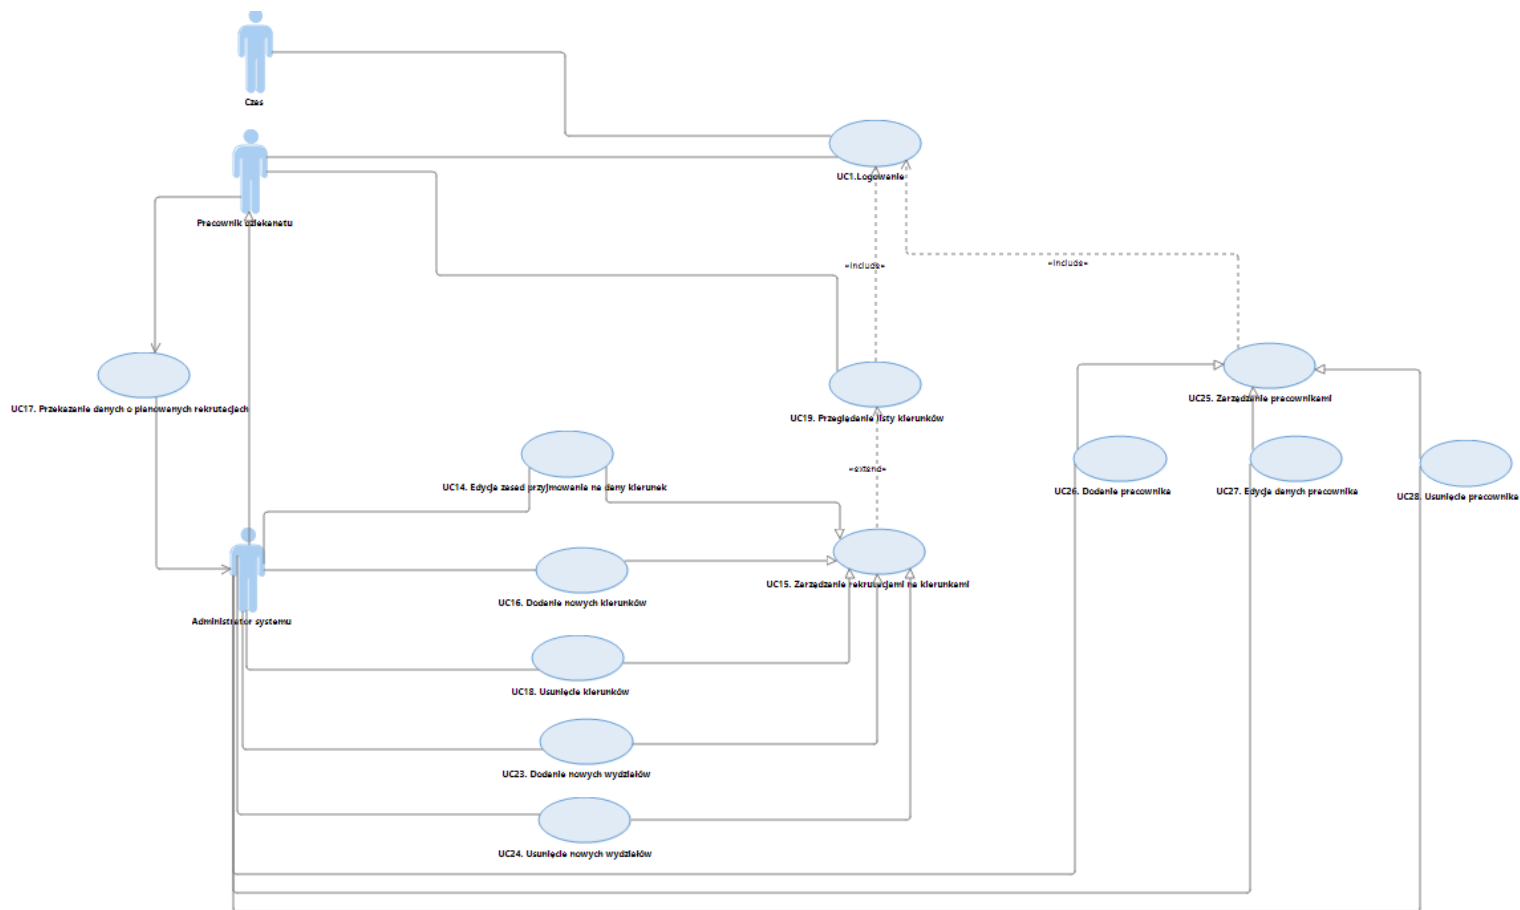 Czas
UC1.Logowanie
Pracownik dziekanatu
«include»
«include»
UC25. Zarządzanie pracownikami
UC17. Przekazanie danych o planowanych rekrutacjach
UC19. Przeglądanie listy kierunków
«extend»
UC14. Edycja zasad przyjmowania na dany kierunek
UC26. Dodanie pracownika
UC27. Edycja danych pracownika
UC28. Usunięcie pracownika
UC15. Zarządzanie rekrutacjami na kierunkami
UC16. Dodanie nowych kierunków
Administrator systemu
UC18. Usunięcie kierunków
UC23. Dodanie nowych wydziałów
UC24. Usunięcie nowych wydziałów